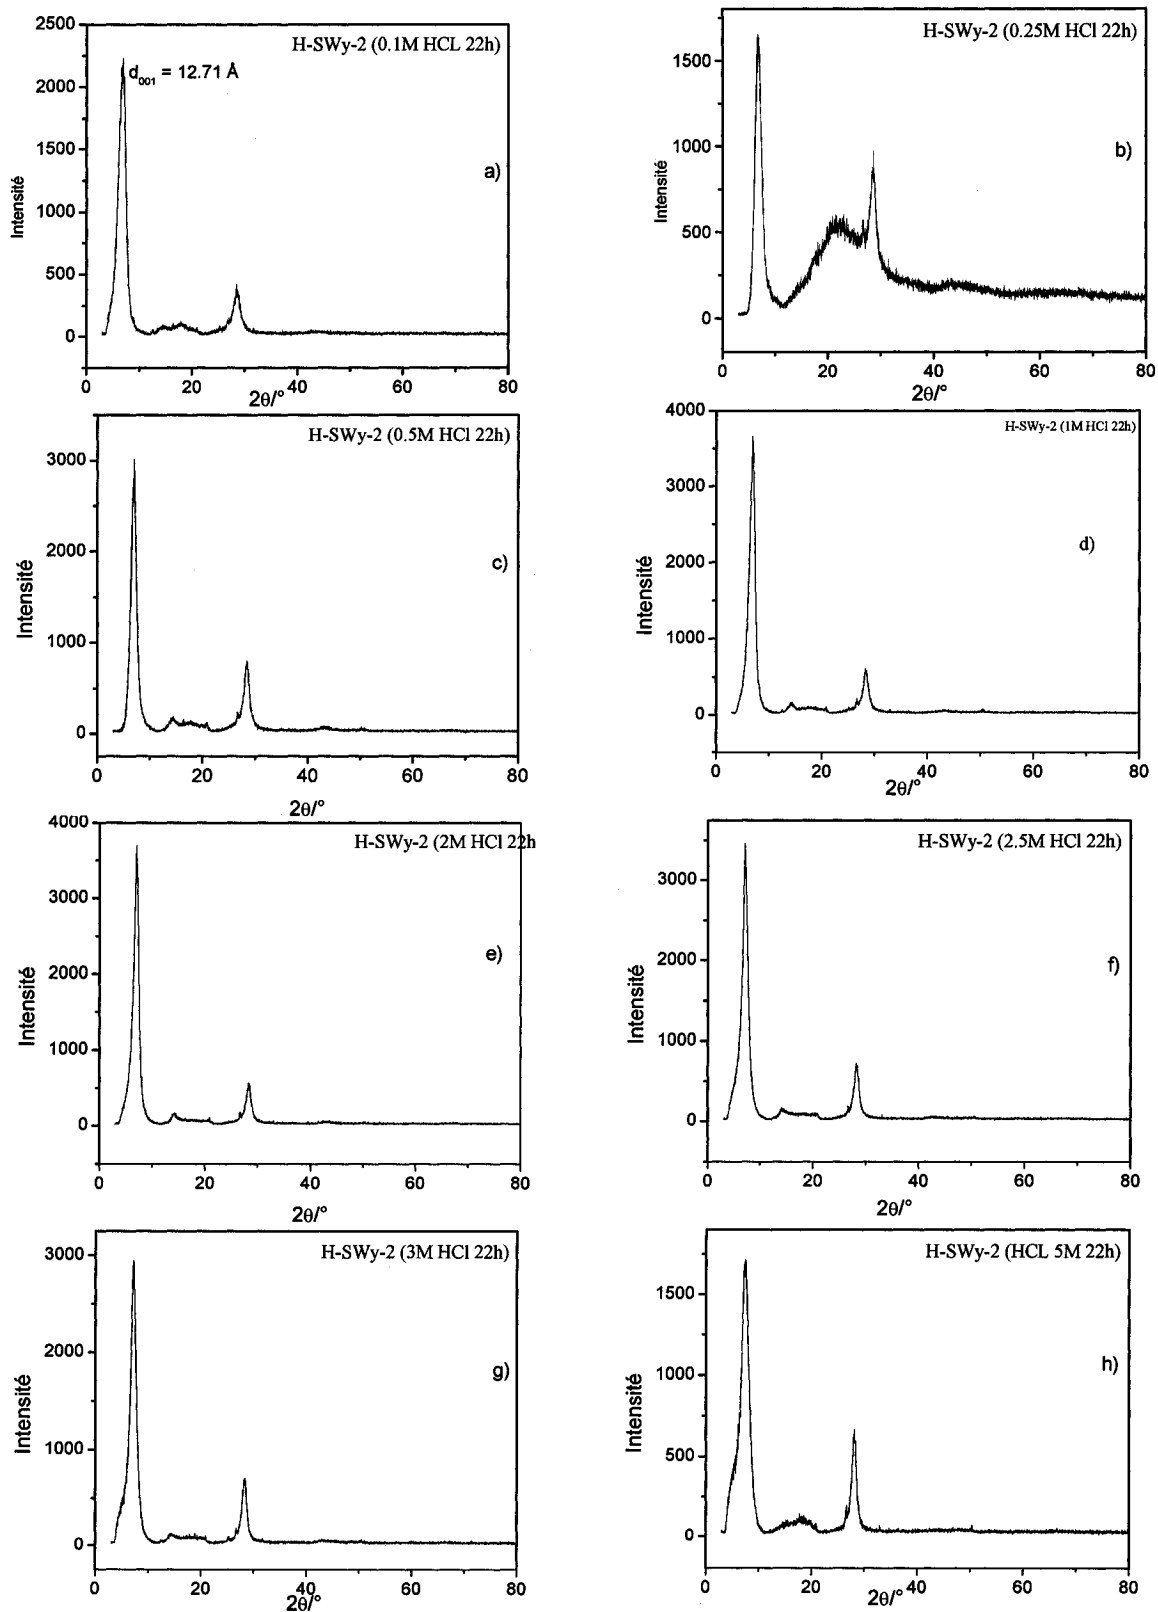 H-SWy-2 (0.1M HCL 22h)
d001 = 12.71 Å
a)
Intensité
2500
2000
1500
1000
500
0
0 20 40 60 80
2θ/°
H-SWy-2 (0.25M HCl 22h)
b)
Intensité
1500
1000
500
0
0 10 20 30 40 50 60 70 80
2θ/°
H-SWy-2 (0.5M HCl 22h)
c)
Intensité
3000
2000
1000
0
0 20 40 60 80
2θ/°
H-SWy-2 (1M HCl 22h)
d)
Intensité
4000
3000
2000
1000
0
0 20 40 60 80
2θ/°
H-SWy-2 (2M HCl 22h
e)
Intensité
4000
3000
2000
1000
0
0 20 40 60 80
2θ/°
H-SWy-2 (2.5M HCl 22h)
f)
Intensité
3000
2000
1000
0
0 20 40 60 80
2θ/°
H-SWy-2 (3M HCl 22h)
g)
Intensité
3000
2000
1000
0
0 20 40 60 80
2θ/°
H-SWy-2 (HCL 5M 22h)
h)
Intensité
1500
1000
500
0
0 20 40 60 80
2θ/°